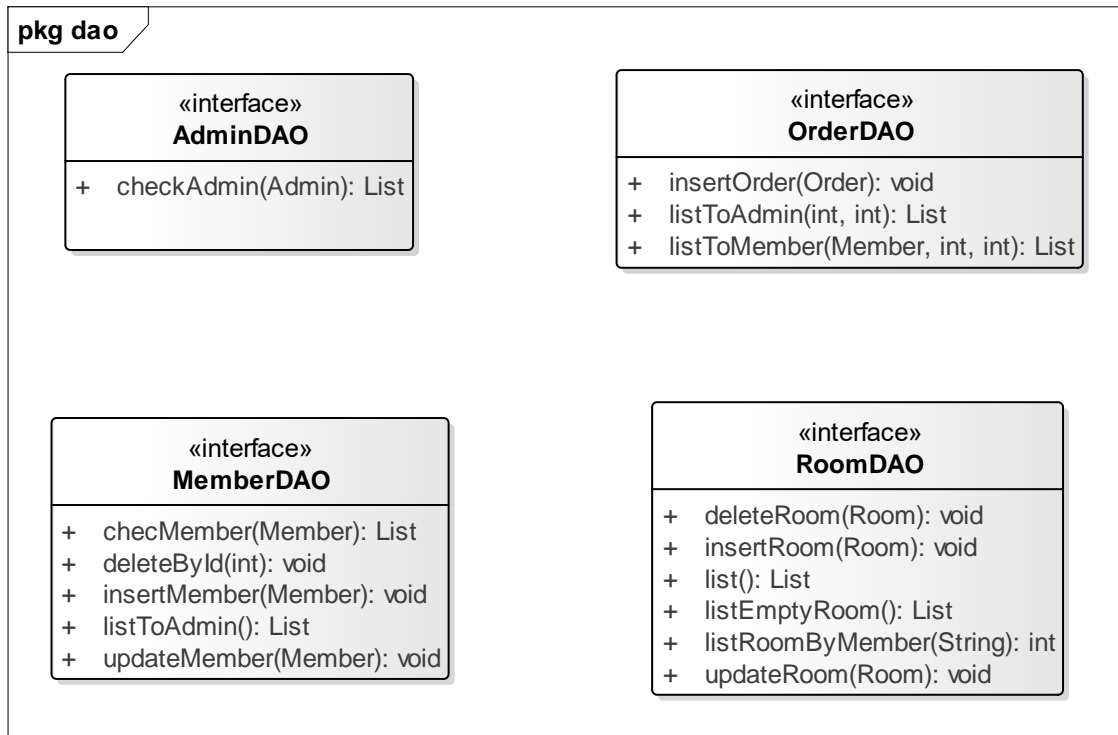 pkg dao
«interface»
AdminDAO
+ checkAdmin(Admin): List
«interface»
OrderDAO
+ insertOrder(Order): void
+ listToAdmin(int, int): List
+ listToMember(Member, int, int): List
«interface»
MemberDAO
+ checMember(Member): List
+ deleteById(int): void
+ insertMember(Member): void
+ listToAdmin(): List
+ updateMember(Member): void
«interface»
RoomDAO
+ deleteRoom(Room): void
+ insertRoom(Room): void
+ list(): List
+ listEmptyRoom(): List
+ listRoomByMember(String): int
+ updateRoom(Room): void